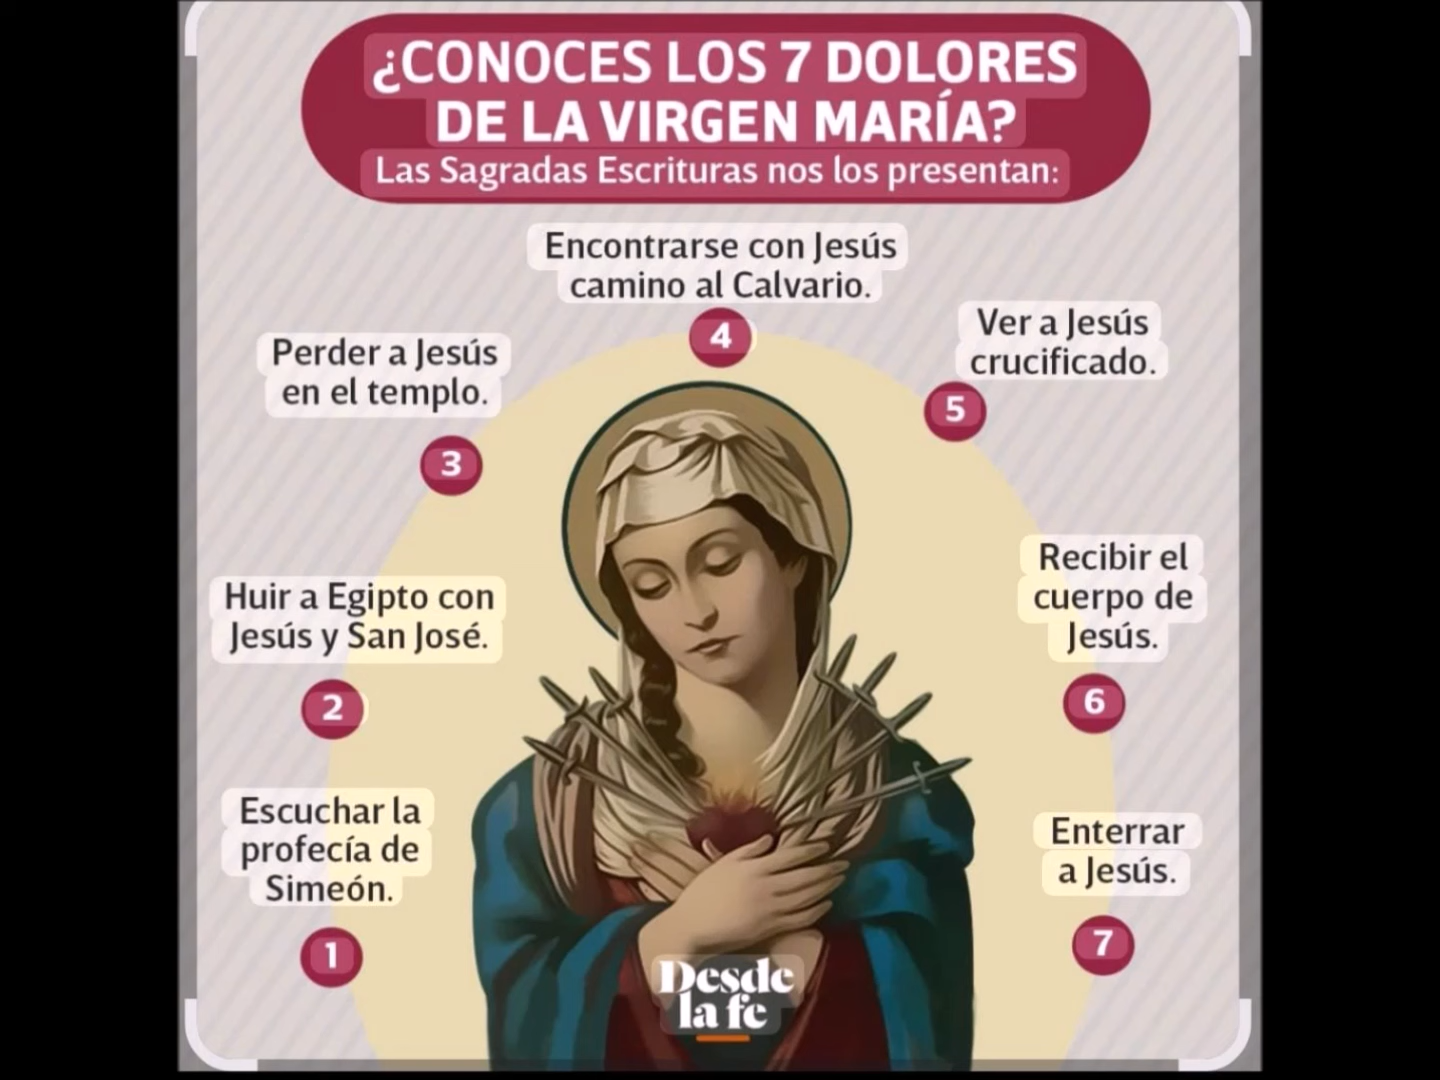 ¿CONOCES LOS 7 DOLORES
DE LA VIRGEN MARÍA?
Las Sagradas Escrituras nos los presentan:
Escuchar la
profecía de
Simeón.
1
Huir a Egipto con
Jesús y San José.
2
Perder a Jesús
en el templo.
3
Encontrarse con Jesús
camino al Calvario.
4
Ver a Jesús
crucificado.
5
Recibir el
cuerpo de
Jesús.
6
Enterrar
a Jesús.
7
Desde
la fe